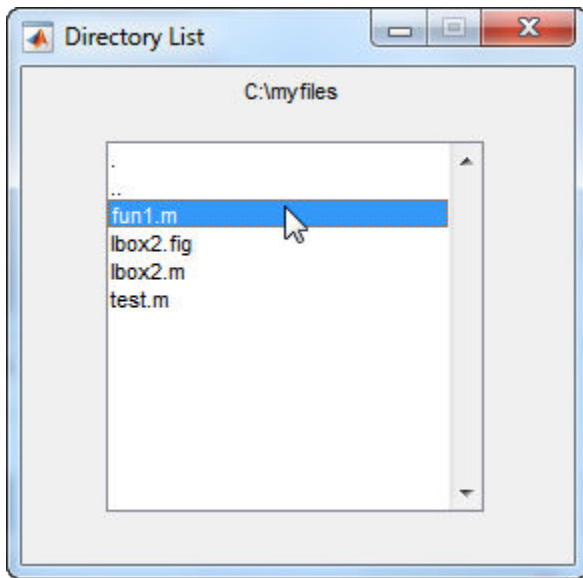 Directory List
C:\myfiles
.
..
fun1.m
lbox2.fig
lbox2.m
test.m